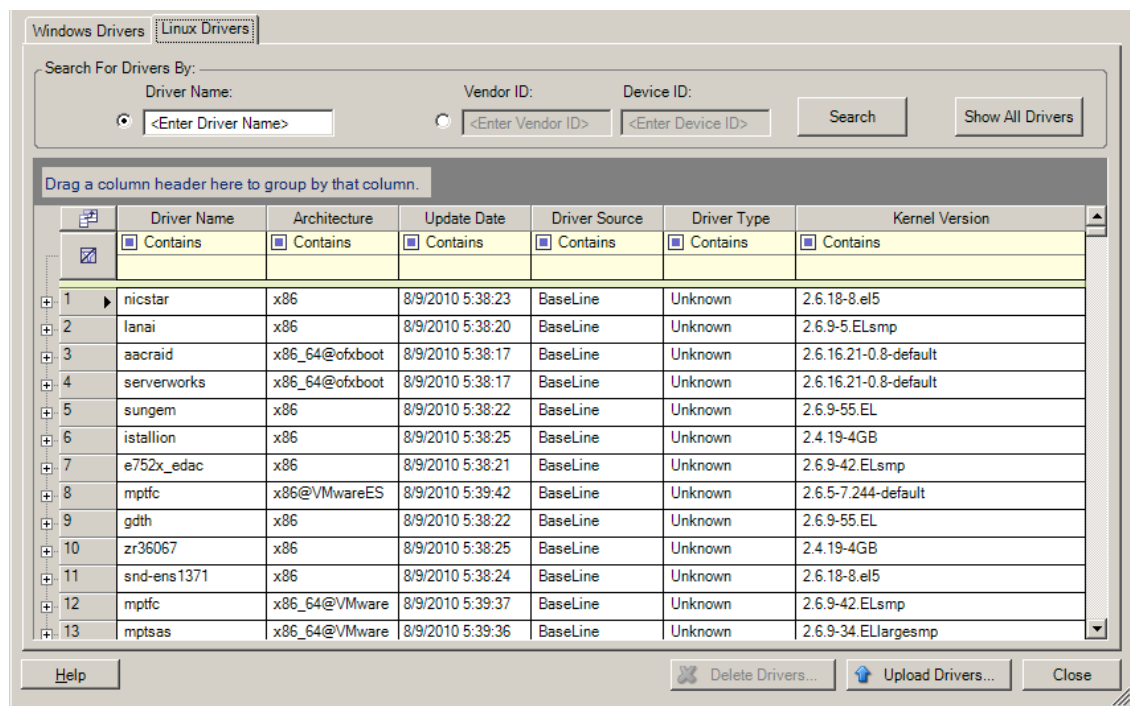 Windows Drivers Linux Drivers
Search For Drivers By:
Driver Name: Vendor ID: Device ID:
<Enter Driver Name> <Enter Vendor ID> <Enter Device ID> Search Show All Drivers
Drag a column header here to group by that column.
Driver Name Architecture Update Date Driver Source Driver Type Kernel Version
Contains Contains Contains Contains Contains Contains
1 nicstar x86 8/9/2010 5:38:23 BaseLine Unknown 2.6.18-8.el5
2 lanai x86 8/9/2010 5:38:20 BaseLine Unknown 2.6.9-5.ELsmp
3 aacraid x86_64@ofxboot 8/9/2010 5:38:17 BaseLine Unknown 2.6.16.21-0.8-default
4 serverworks x86_64@ofxboot 8/9/2010 5:38:17 BaseLine Unknown 2.6.16.21-0.8-default
5 sungem x86 8/9/2010 5:38:22 BaseLine Unknown 2.6.9-55.EL
6 istallion x86 8/9/2010 5:38:25 BaseLine Unknown 2.4.19-4GB
7 e752x_edac x86 8/9/2010 5:38:21 BaseLine Unknown 2.6.9-42.ELsmp
8 mptfc x86@VMwareES 8/9/2010 5:39:42 BaseLine Unknown 2.6.5-7.244-default
9 gdth x86 8/9/2010 5:38:22 BaseLine Unknown 2.6.9-55.EL
10 zr36067 x86 8/9/2010 5:38:25 BaseLine Unknown 2.4.19-4GB
11 snd-ens1371 x86 8/9/2010 5:38:24 BaseLine Unknown 2.6.18-8.el5
12 mptfc x86_64@VMware 8/9/2010 5:39:37 BaseLine Unknown 2.6.9-42.ELsmp
13 mptsas x86_64@VMware 8/9/2010 5:39:36 BaseLine Unknown 2.6.9-34.ELlargesmp
Help Delete Drivers... Upload Drivers... Close